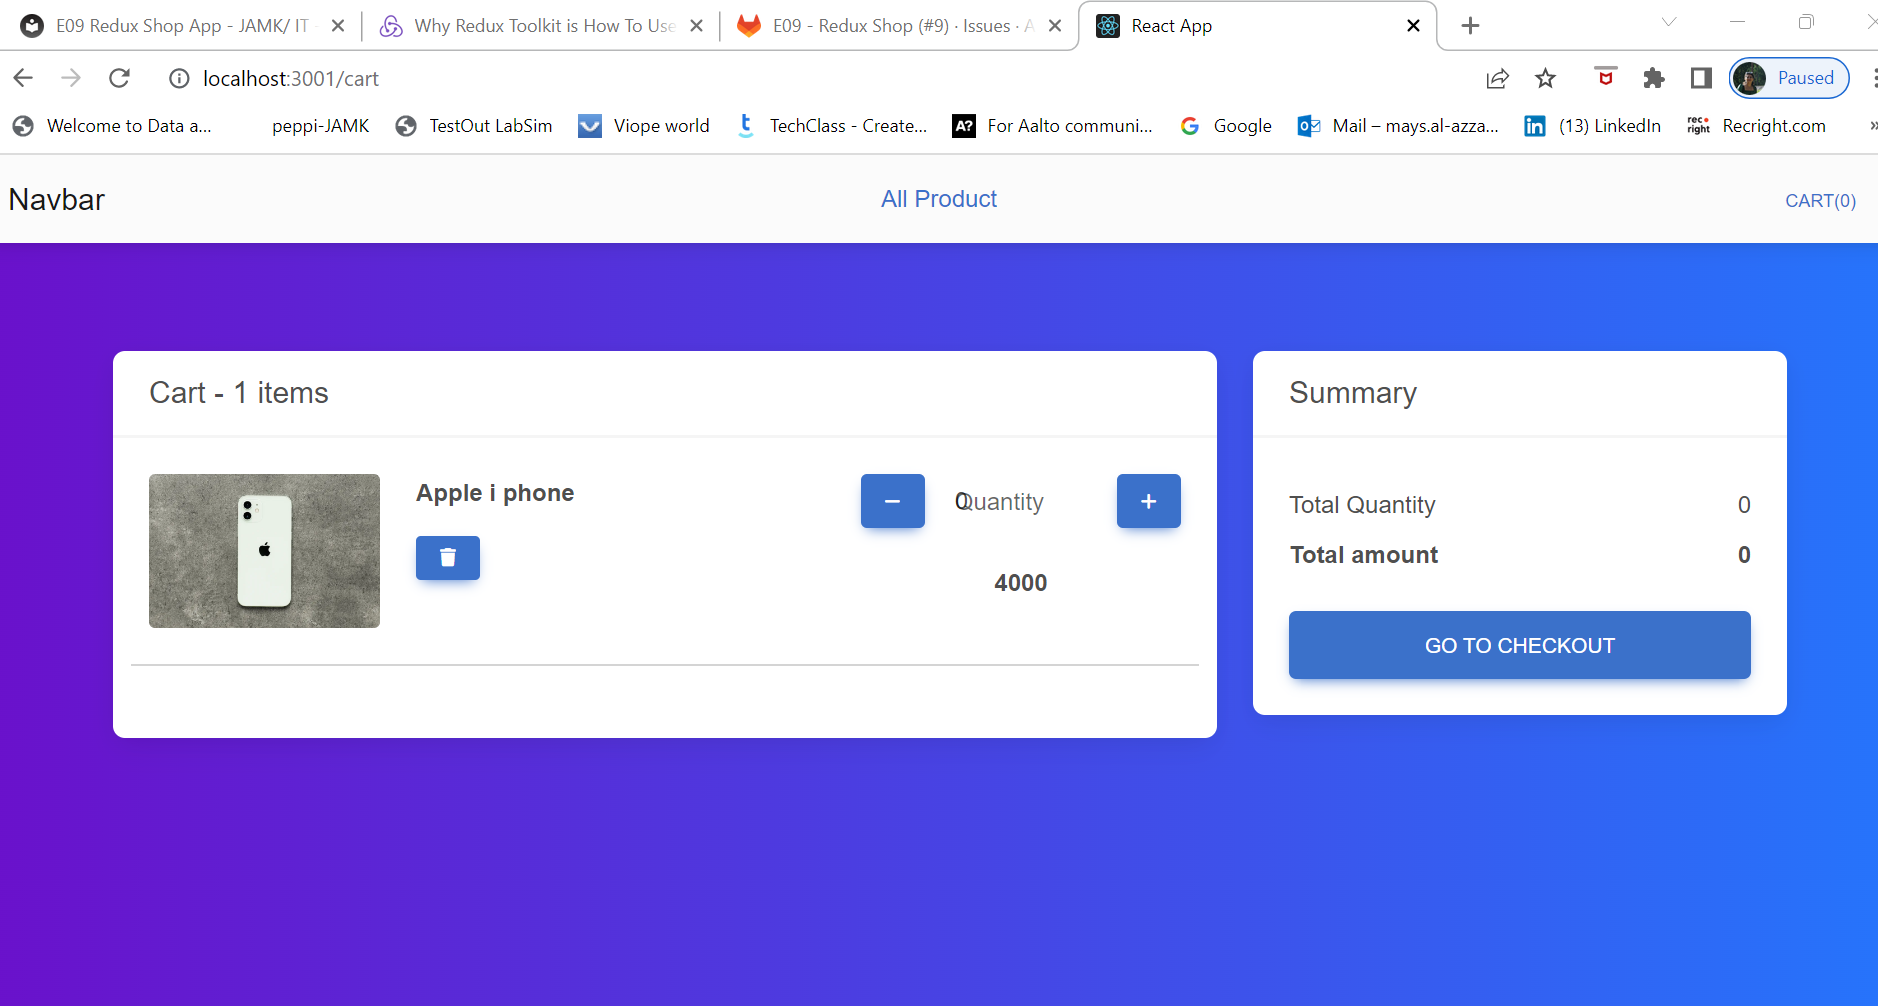 E09 Redux Shop App - JAMK/ IT
Why Redux Toolkit is How To Use
E09 - Redux Shop (#9) · Issues · A
React App
localhost:3001/cart
Paused
Welcome to Data a...
peppi-JAMK
TestOut LabSim
Viope world
TechClass - Create...
A?
For Aalto communi...
Google
Mail – mays.al-azza...
(13) LinkedIn
rec
right
Recright.com
»
Navbar
All Product
CART(0)
Cart - 1 items
Apple i phone
0
Quantity
4000
Summary
Total Quantity 0
Total amount 0
GO TO CHECKOUT